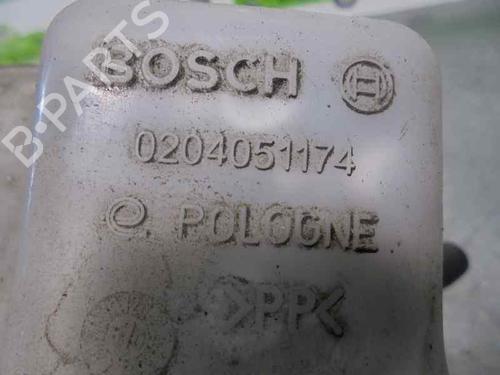 BOSCH
0204051174
e. POLOGNE
>PP<
B-PARTS